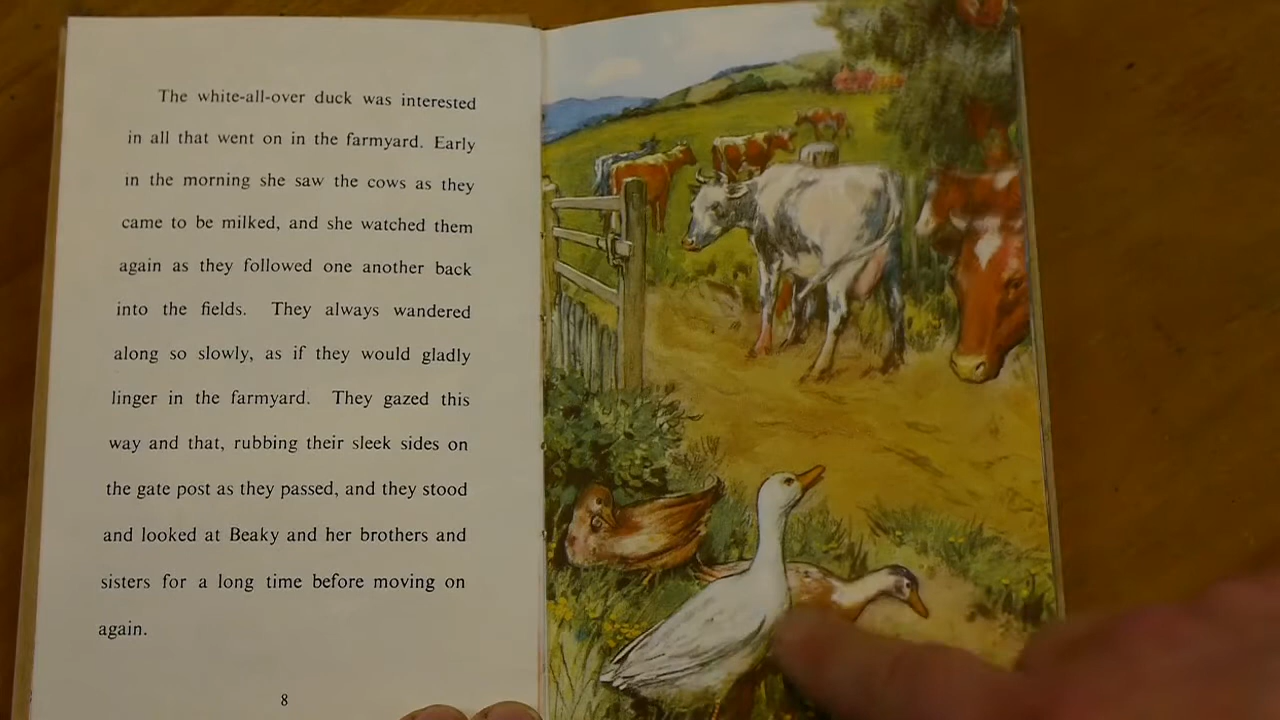 The white-all-over duck was interested
in all that went on in the farmyard. Early
in the morning she saw the cows as they
came to be milked, and she watched them
again as they followed one another back
into the fields. They always wandered
along so slowly, as if they would gladly
linger in the farmyard. They gazed this
way and that, rubbing their sleek sides on
the gate post as they passed, and they stood
and looked at Beaky and her brothers and
sisters for a long time before moving on
again.
8